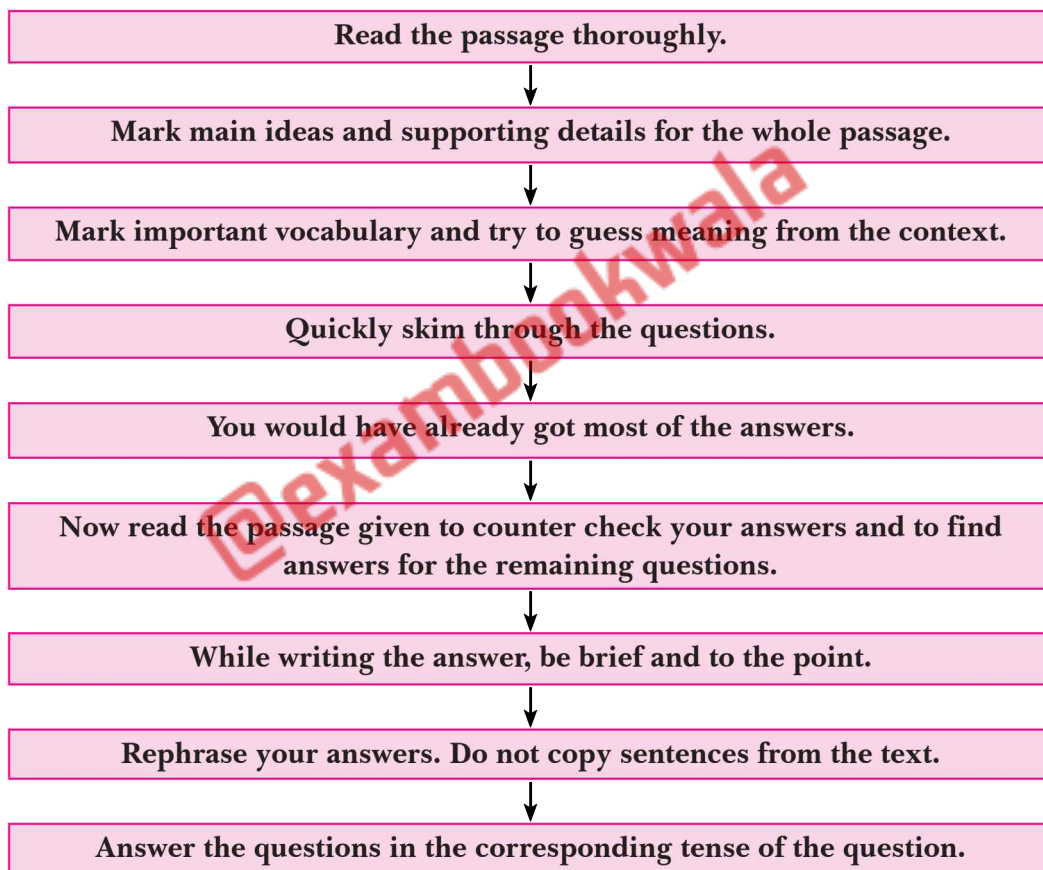 Read the passage thoroughly.
Mark main ideas and supporting details for the whole passage.
Mark important vocabulary and try to guess meaning from the context.
Quickly skim through the questions.
You would have already got most of the answers.
Now read the passage given to counter check your answers and to find
answers for the remaining questions.
While writing the answer, be brief and to the point.
Rephrase your answers. Do not copy sentences from the text.
Answer the questions in the corresponding tense of the question.
@exambookwala